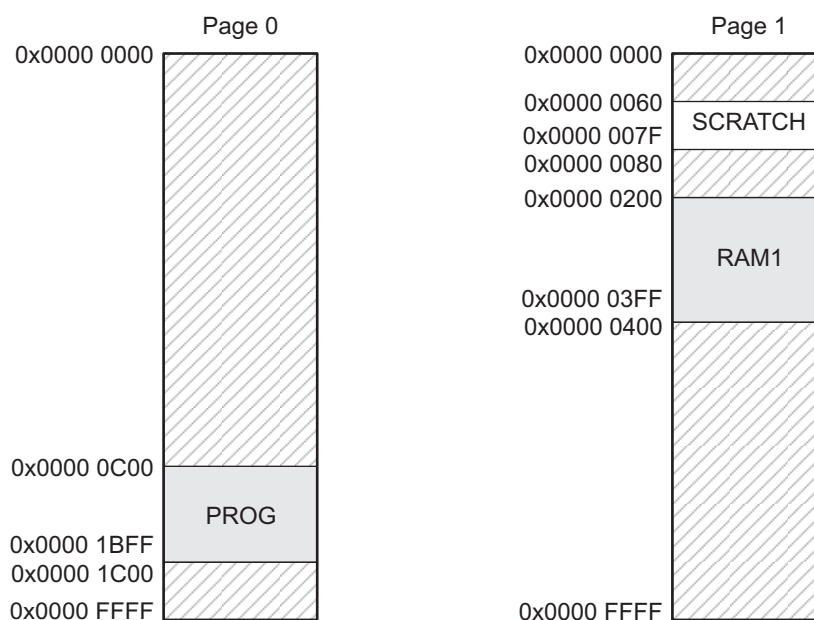 Page 0
0x0000 0000
0x0000 0C00
PROG
0x0000 1BFF
0x0000 1C00
0x0000 FFFF
Page 1
0x0000 0000
0x0000 0060
SCRATCH
0x0000 007F
0x0000 0080
0x0000 0200
RAM1
0x0000 03FF
0x0000 0400
0x0000 FFFF